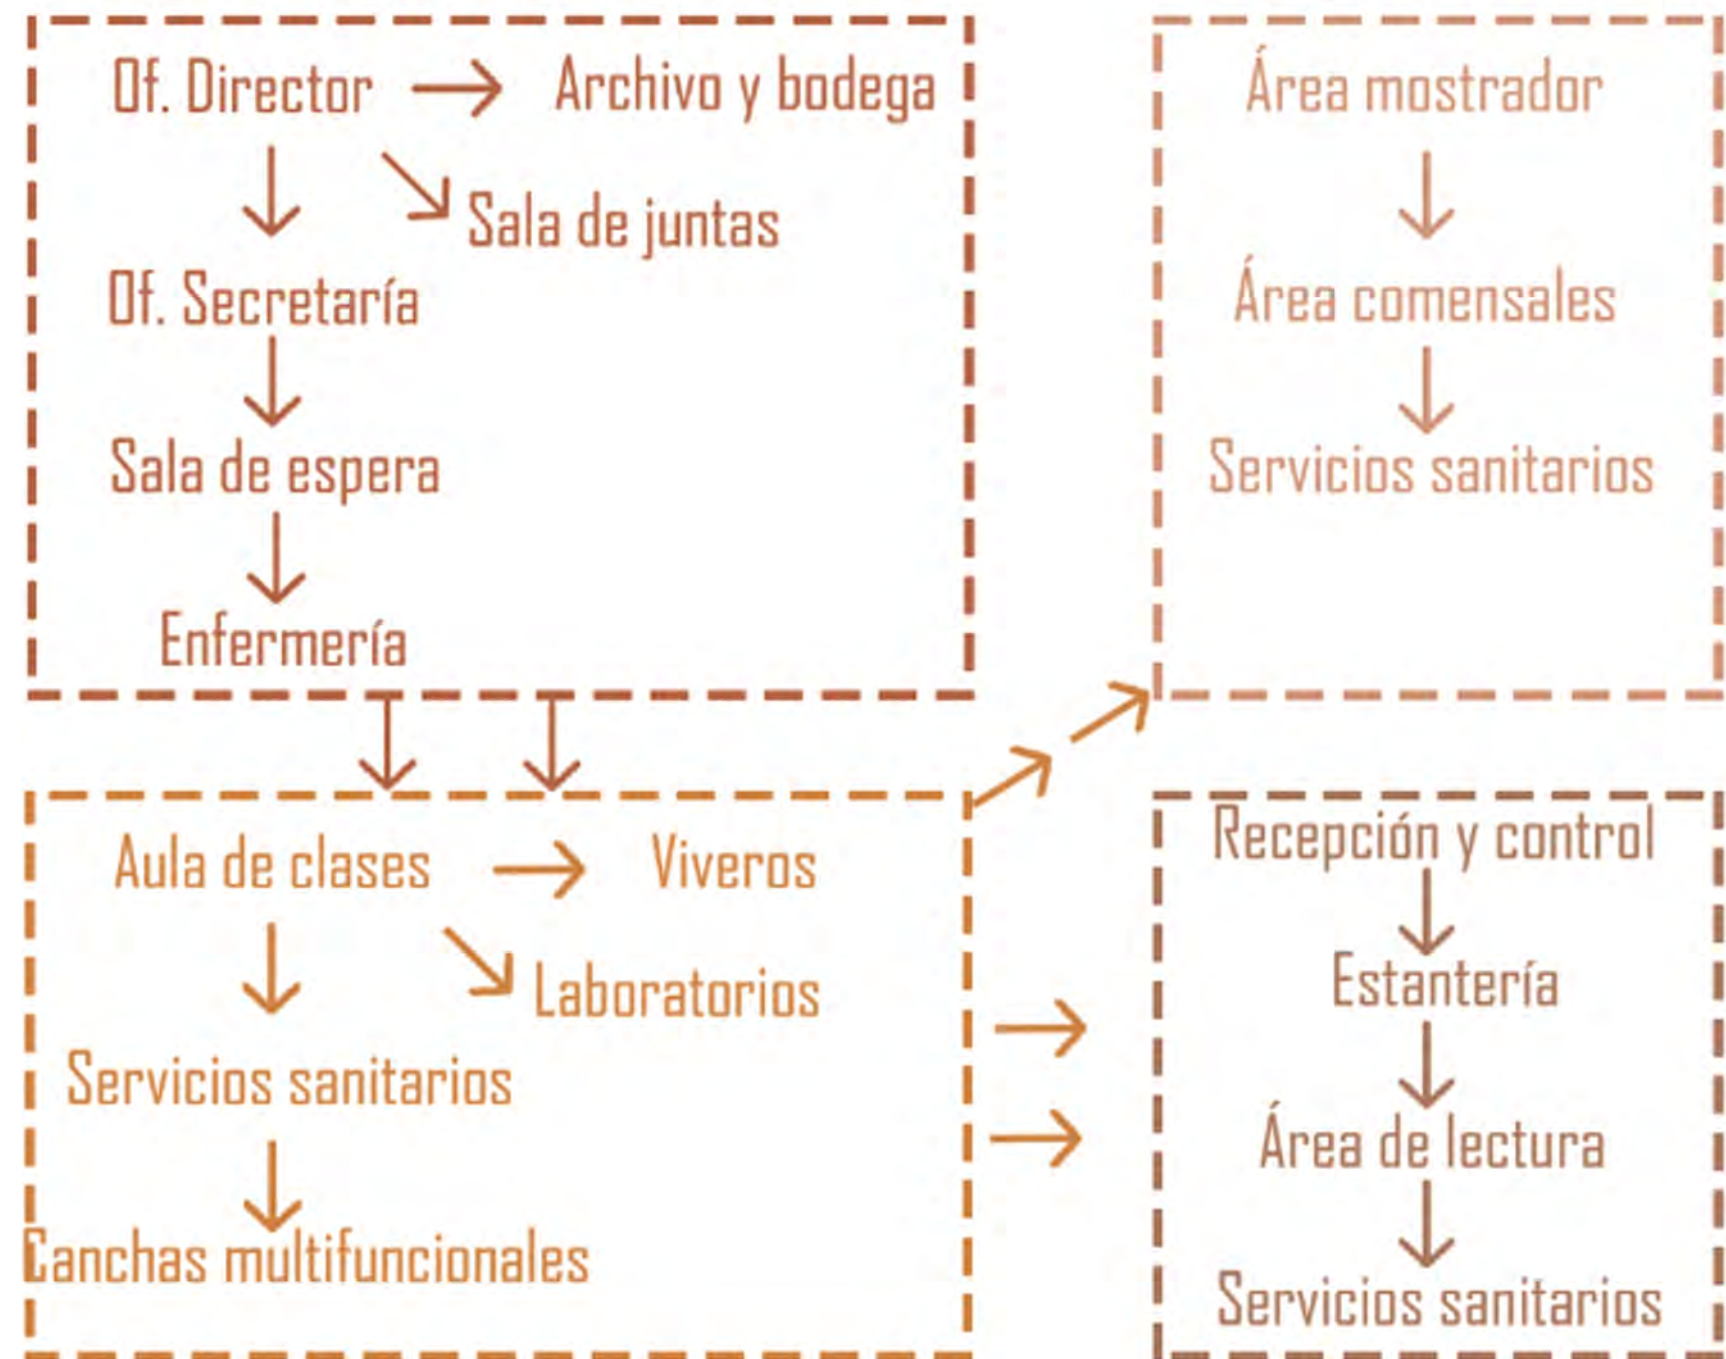 Of. Director
Archivo y bodega
Sala de juntas
Of. Secretaría
Sala de espera
Enfermería
Área mostrador
Área comensales
Servicios sanitarios
Aula de clases
Viveros
Laboratorios
Servicios sanitarios
Canchas multifuncionales
Recepción y control
Estantería
Área de lectura
Servicios sanitarios